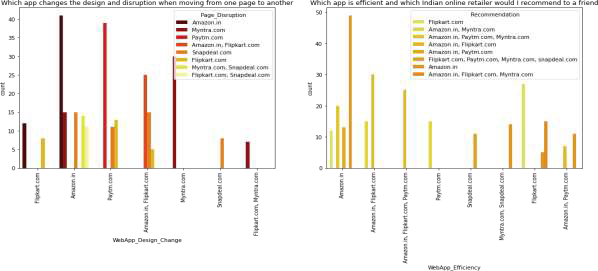 Which app changes the design and disruption when moving from one page to another
Page_Disruption
Amazon.in
Myntra.com
Paytm.com
Amazon.in, Flipkart.com
Snapdeal.com
Flipkart.com
Myntra.com, Snapdeal.com
Flipkart.com, Snapdeal.com
40
35
30
25
20
15
10
5
0
count
Flipkart.com
Amazon.in
Paytm.com
Amazon.in, Flipkart.com
Myntra.com
Snapdeal.com
Flipkart.com, Myntra.com
WebApp_Design_Change
Which app is efficient and which Indian online retailer would I recommend to a friend
Recommendation
Flipkart.com
Amazon.in, Myntra.com
Amazon.in, Paytm.com, Myntra.com
Amazon.in, Flipkart.com
Amazon.in, Paytm.com
Flipkart.com, Paytm.com, Myntra.com, snapdeal.com
Amazon.in
Amazon.in, Flipkart.com, Myntra.com
50
40
30
20
10
0
count
Amazon.in
Amazon.in, Flipkart.com
Amazon.in, Flipkart.com, Paytm.com
Paytm.com
Snapdeal.com
Myntra.com, Snapdeal.com
Flipkart.com
Amazon.in, Paytm.com
WebApp_Efficiency